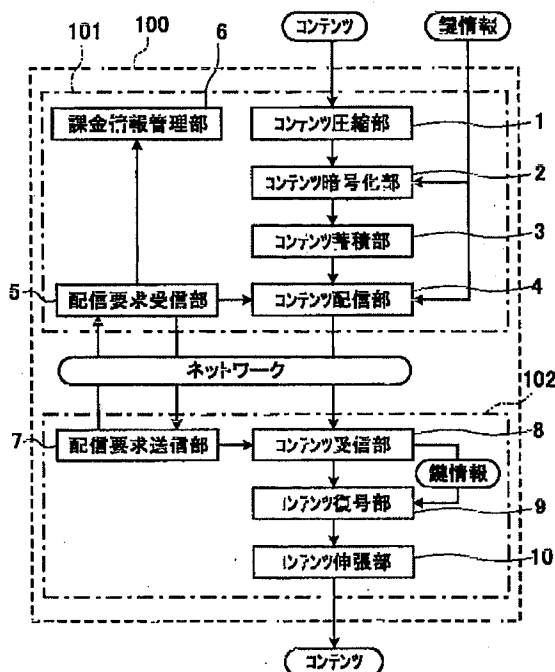 コンテンツ
鍵情報
100
101
6
課金情報管理部
コンテンツ圧縮部
1
コンテンツ暗号化部
2
コンテンツ蓄積部
3
5
配信要求受信部
コンテンツ配信部
4
ネットワーク
102
7
配信要求送信部
コンテンツ受信部
8
鍵情報
コンテンツ復号部
9
コンテンツ伸張部
10
コンテンツ